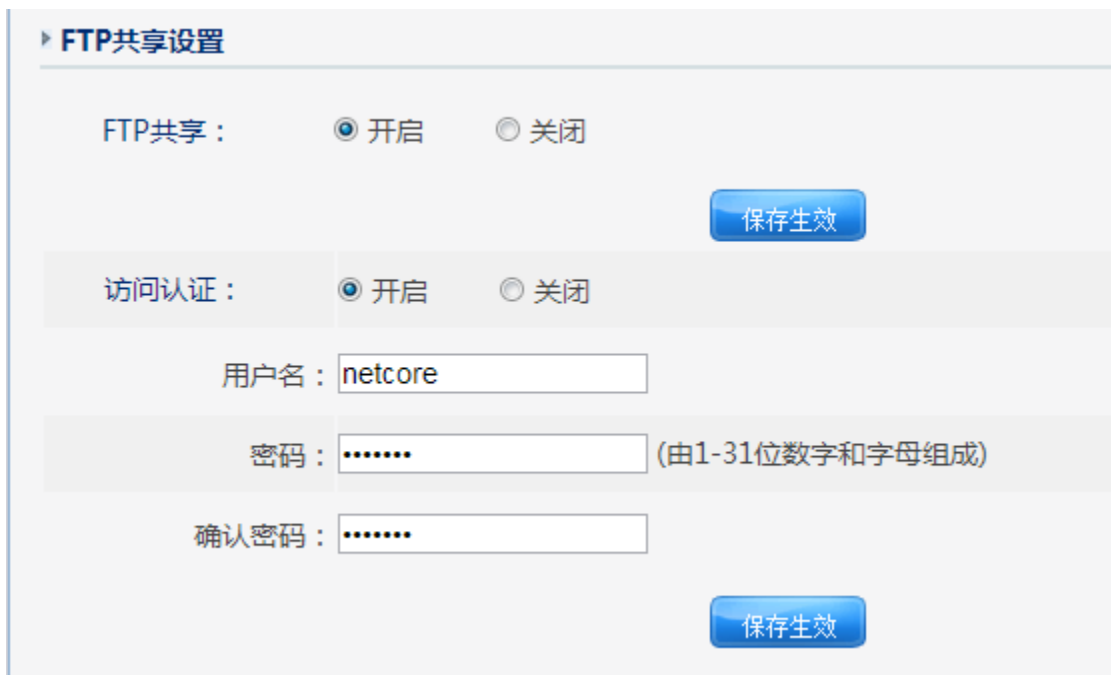 FTP共享设置
FTP共享： 开启 关闭
保存生效
访问认证： 开启 关闭
用户名： netcore
密码： ••••••• (由1-31位数字和字母组成)
确认密码： •••••••
保存生效